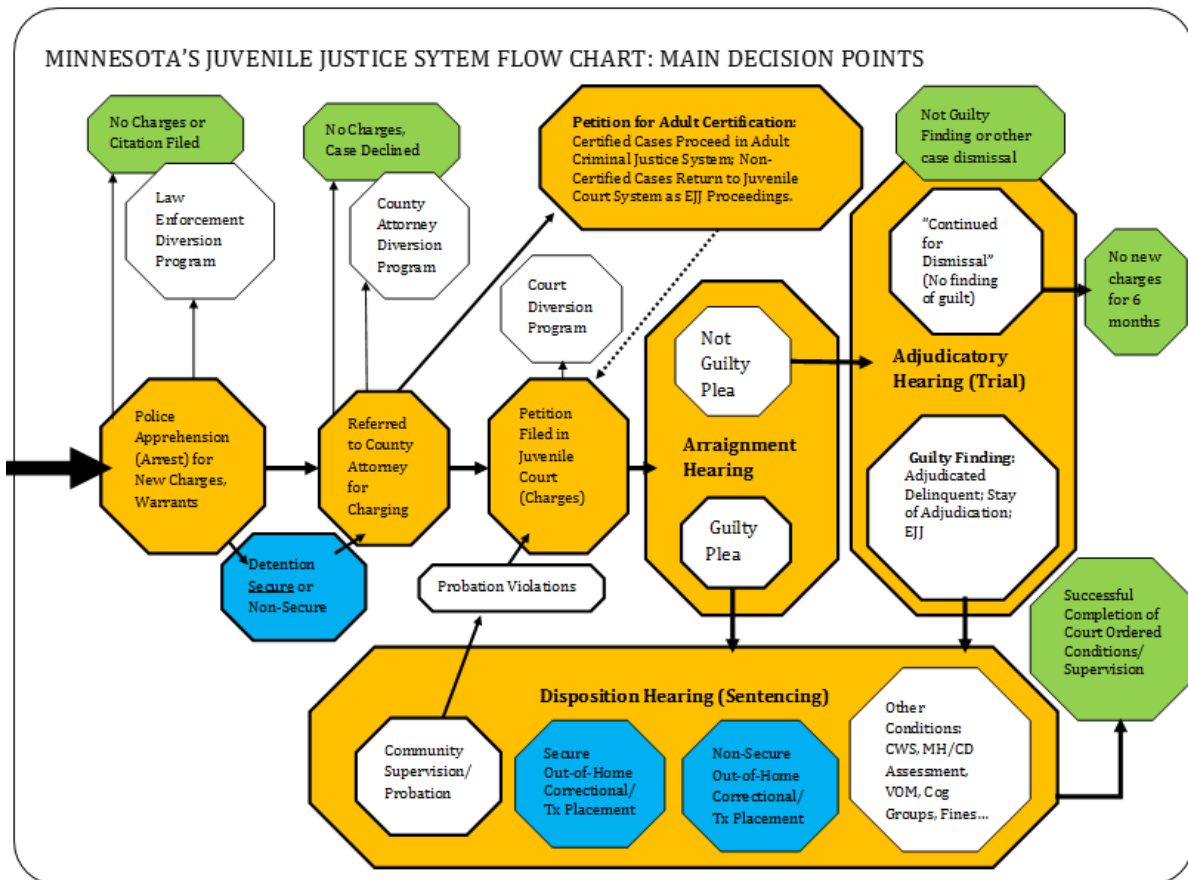 MINNESOTA'S JUVENILE JUSTICE SYTEM FLOW CHART: MAIN DECISION POINTS
No Charges or
Citation Filed
Law
Enforcement
Diversion
Program
No Charges,
Case Declined
County
Attorney
Diversion
Program
Petition for Adult Certification:
Certified Cases Proceed in Adult
Criminal Justice System; Non-
Certified Cases Return to Juvenile
Court System as EJJ Proceedings.
Not Guilty
Finding or other
case dismissal
"Continued
for
Dismissal"
(No finding
of guilt)
No new
charges
for 6
months
Court
Diversion
Program
Police
Apprehension
(Arrest) for
New Charges,
Warrants
Referred to
County
Attorney
for
Charging
Petition
Filed in
Juvenile
Court
(Charges)
Not
Guilty
Plea
Arraignment
Hearing
Guilty
Plea
Adjudicatory
Hearing (Trial)
Guilty Finding:
Adjudicated
Delinquent; Stay
of Adjudication;
EJJ
Detention
Secure or
Non-Secure
Probation Violations
Successful
Completion of
Court Ordered
Conditions/
Supervision
Disposition Hearing (Sentencing)
Community
Supervision/
Probation
Secure
Out-of-Home
Correctional/
Tx Placement
Non-Secure
Out-of-Home
Correctional/
Tx Placement
Other
Conditions:
CWS, MH/CD
Assessment,
VOM, Cog
Groups, Fines...